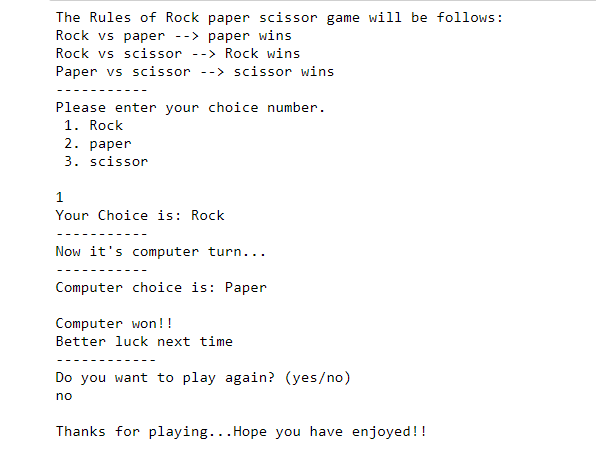 The Rules of Rock paper scissor game will be follows:
Rock vs paper --> paper wins
Rock vs scissor --> Rock wins
Paper vs scissor --> scissor wins
-----------
Please enter your choice number.
1. Rock
2. paper
3. scissor
1
Your Choice is: Rock
-----------
Now it's computer turn...
-----------
Computer choice is: Paper
Computer won!!
Better luck next time
------------
Do you want to play again? (yes/no)
no
Thanks for playing...Hope you have enjoyed!!